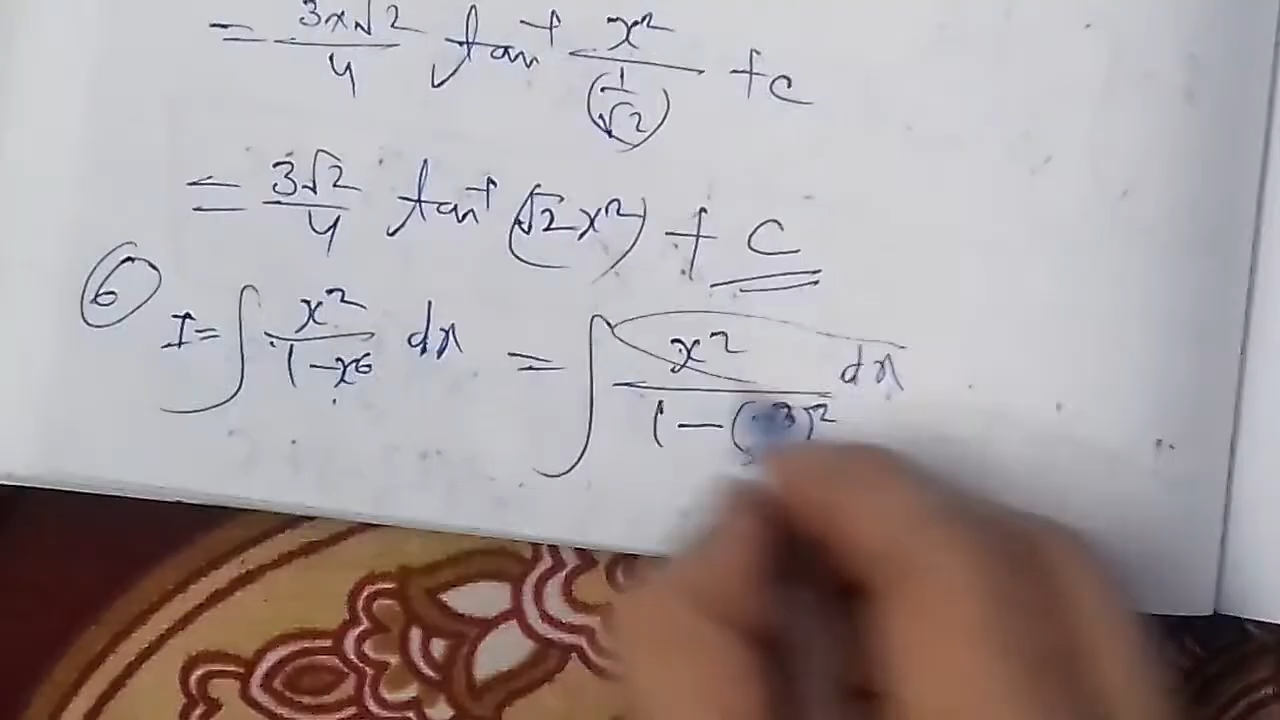 = 3x√2/4 tan⁻¹ x²/(1/√2) + c
= 3√2/4 tan⁻¹ (√2x²) + C
⑥ I = ∫ x²/(1-x⁶) dx = ∫ x²/(1-(x³)²) dx